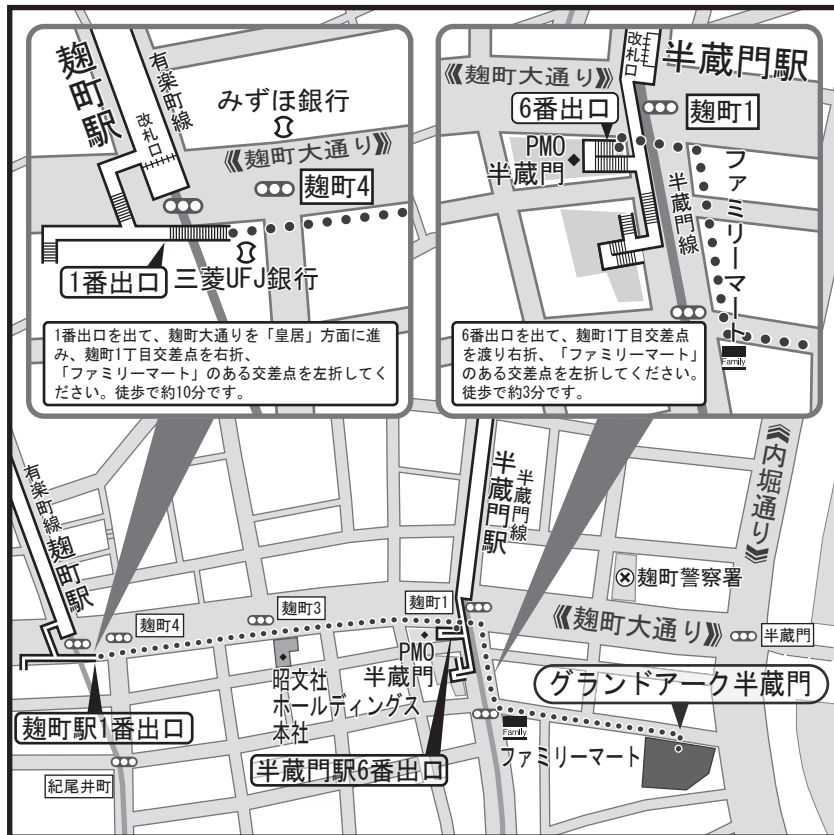 麹町駅
有楽町線
改札口
みずほ銀行
麹町大通り
麹町4
1番出口
三菱UFJ銀行
1番出口を出て、麹町大通りを「皇居」方面に進
み、麹町1丁目交差点を右折、
「ファミリーマート」のある交差点を左折してく
ださい。徒歩で約10分です。
改札口
半蔵門駅
麹町大通り
6番出口
麹町1
PMO
半蔵門
半蔵門線
ファミリーマート
Family
6番出口を出て、麹町1丁目交差点
を渡り右折、「ファミリーマート」
のある交差点を左折してください。
徒歩で約3分です。
有楽町線
麹町駅
半蔵門駅
半蔵門線
内堀通り
麹町警察署
麹町4
麹町3
麹町1
麹町大通り
半蔵門
PMO
半蔵門
昭文社
ホールディングス
本社
グランドアーク半蔵門
麹町駅1番出口
半蔵門駅6番出口
Family
ファミリーマート
紀尾井町